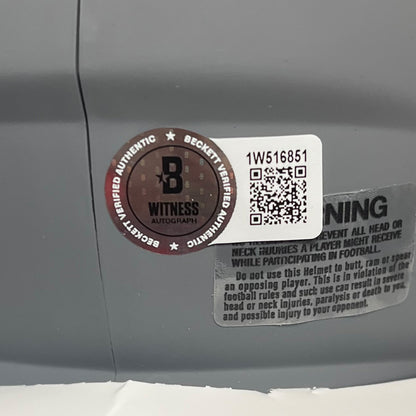 BECKETT VERIFIED AUTHENTIC
BECKETT VERIFIED AUTHENTIC
B
WITNESS
AUTOGRAPH
1W516851
NING
EVENT ALL HEAD OR
NECK INJURIES A PLAYER MIGHT RECEIVE
WHILE PARTICIPATING IN FOOTBALL.
Do not use this Helmet to butt, ram or spear
an opposing player. This is in violation of the
football rules and such use can result in severe
head or neck injuries, paralysis or death to you,
and possible injury to your opponent.